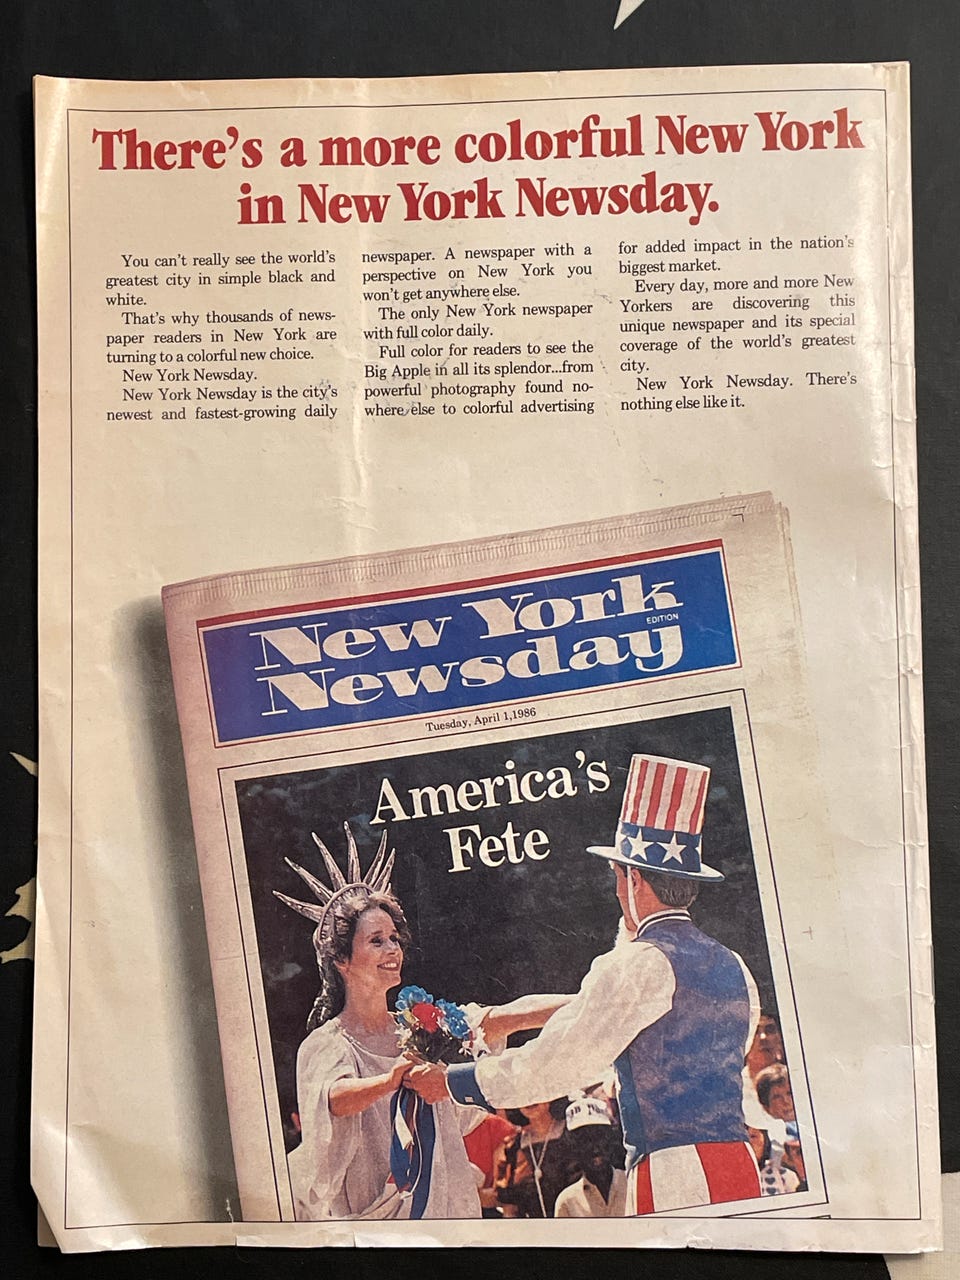 There's a more colorful New York
in New York Newsday.
You can't really see the world's
greatest city in simple black and
white.
That's why thousands of news-
paper readers in New York are
turning to a colorful new choice.
New York Newsday.
New York Newsday is the city's
newest and fastest-growing daily
newspaper. A newspaper with a
perspective on New York you
won't get anywhere else.
The only New York newspaper
with full color daily.
Full color for readers to see the
Big Apple in all its splendor...from
powerful photography found no-
where else to colorful advertising
for added impact in the nation's
biggest market.
Every day, more and more New
Yorkers are discovering this
unique newspaper and its special
coverage of the world's greatest
city.
New York Newsday. There's
nothing else like it.
New York
EDITION
Newsday
Tuesday, April 1,1986
America's
Fete